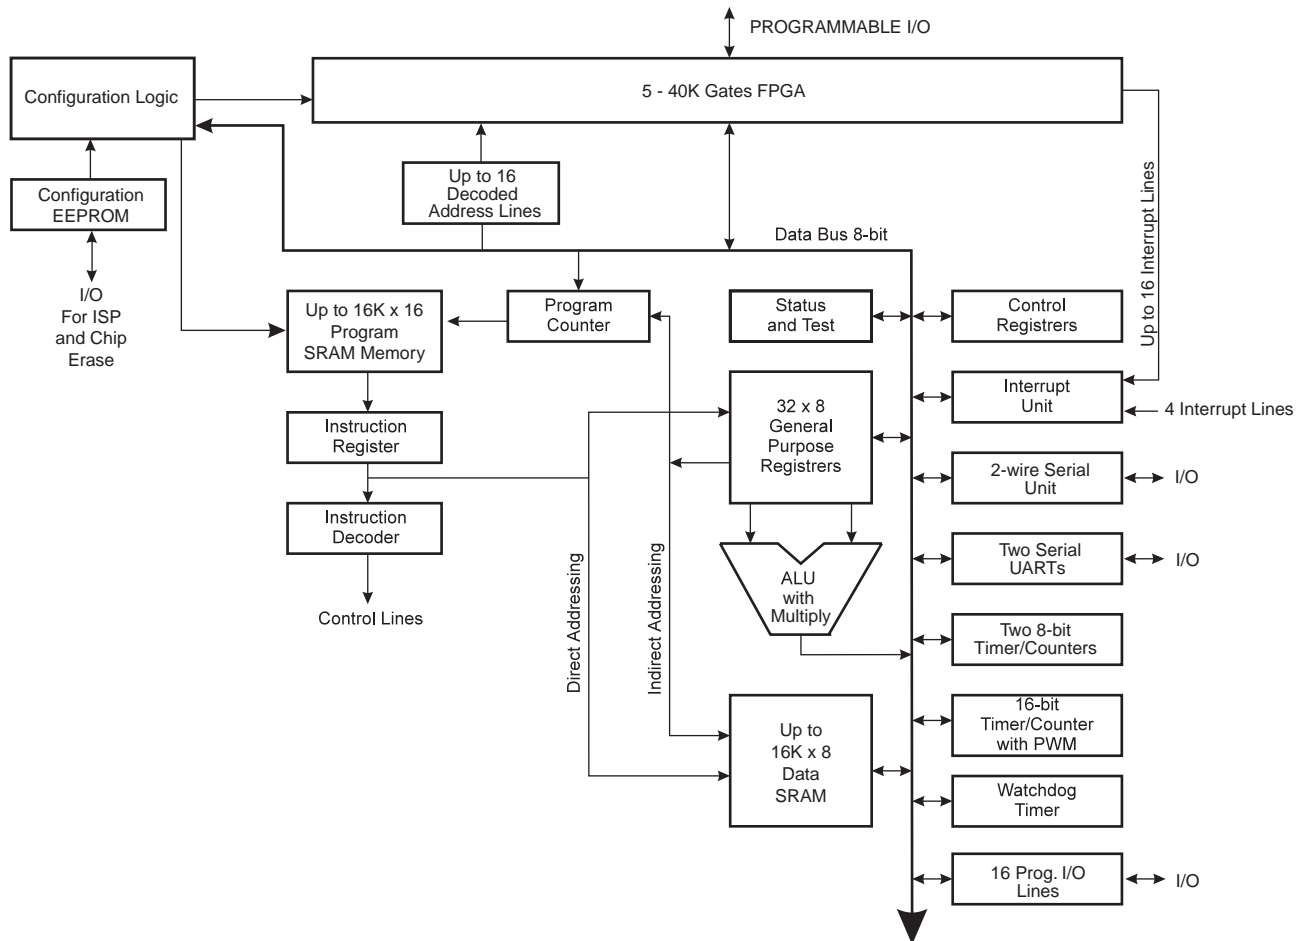 PROGRAMMABLE I/O
5 - 40K Gates FPGA
Configuration Logic
Up to 16
Decoded
Address Lines
Configuration
EEPROM
Data Bus 8-bit
Up to 16 Interrupt Lines
I/O
For ISP
and Chip
Erase
Up to 16K x 16
Program
SRAM Memory
Program
Counter
Status
and Test
Control
Registrers
Interrupt
Unit
4 Interrupt Lines
Instruction
Register
32 x 8
General
Purpose
Registrers
2-wire Serial
Unit
I/O
Instruction
Decoder
Two Serial
UARTs
I/O
ALU
with
Multiply
Control Lines
Direct Addressing
Indirect Addressing
Two 8-bit
Timer/Counters
Up to
16K x 8
Data
SRAM
16-bit
Timer/Counter
with PWM
Watchdog
Timer
16 Prog. I/O
Lines
I/O